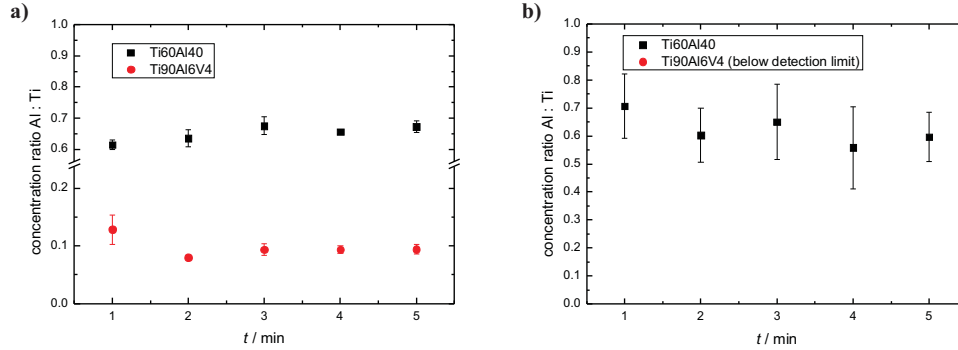 a)
1.0
0.9
0.8
0.7
0.6
0.2
0.1
0.0
concentration ratio Al : Ti
Ti60Al40
Ti90Al6V4
1 2 3 4 5
t / min
b)
1.0
0.9
0.8
0.7
0.6
0.5
0.4
0.3
0.2
0.1
0.0
concentration ratio Al : Ti
Ti60Al40
Ti90Al6V4 (below detection limit)
1 2 3 4 5
t / min